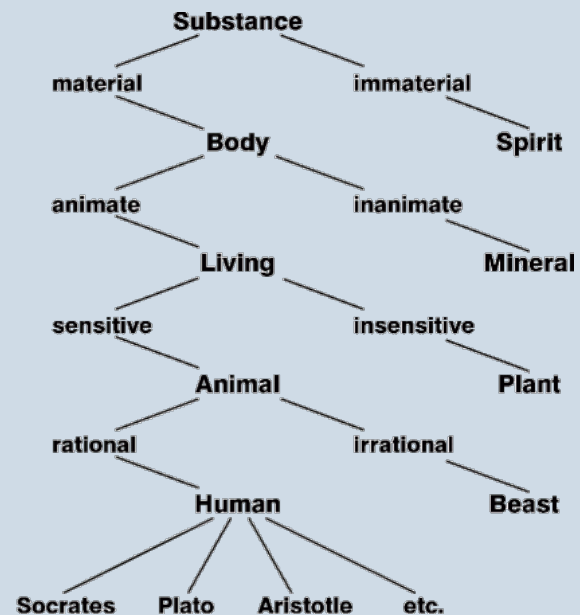 Substance
material immaterial
Body Spirit
animate inanimate
Living Mineral
sensitive insensitive
Animal Plant
rational irrational
Human Beast
Socrates Plato Aristotle etc.